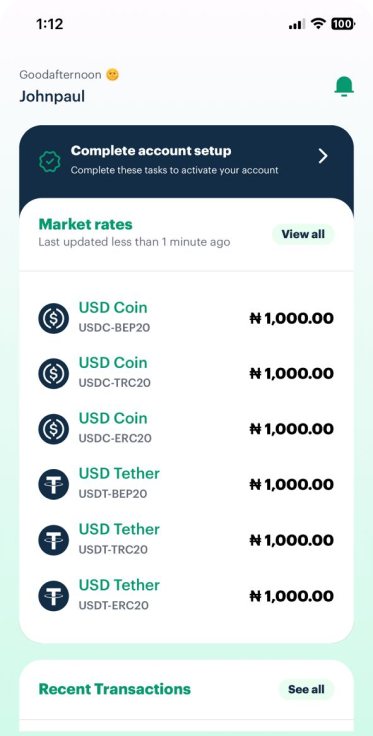 1:12
100
Goodafternoon
Johnpaul
Complete account setup
Complete these tasks to activate your account
Market rates
View all
Last updated less than 1 minute ago
USD Coin
USDC-BEP20
₦ 1,000.00
USD Coin
USDC-TRC20
₦ 1,000.00
USD Coin
USDC-ERC20
₦ 1,000.00
USD Tether
USDT-BEP20
₦ 1,000.00
USD Tether
USDT-TRC20
₦ 1,000.00
USD Tether
USDT-ERC20
₦ 1,000.00
Recent Transactions
See all